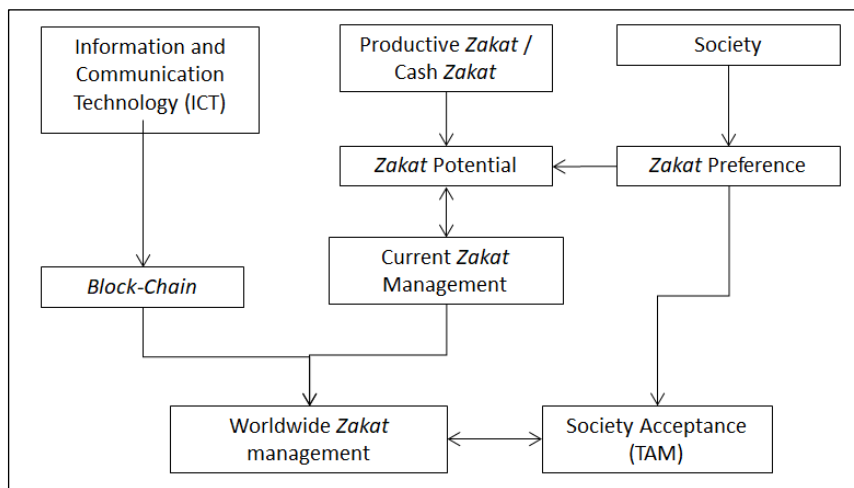 Information and
Communication
Technology (ICT)
Productive Zakat /
Cash Zakat
Society
Zakat Potential
Zakat Preference
Current Zakat
Management
Block-Chain
Worldwide Zakat
management
Society Acceptance
(TAM)